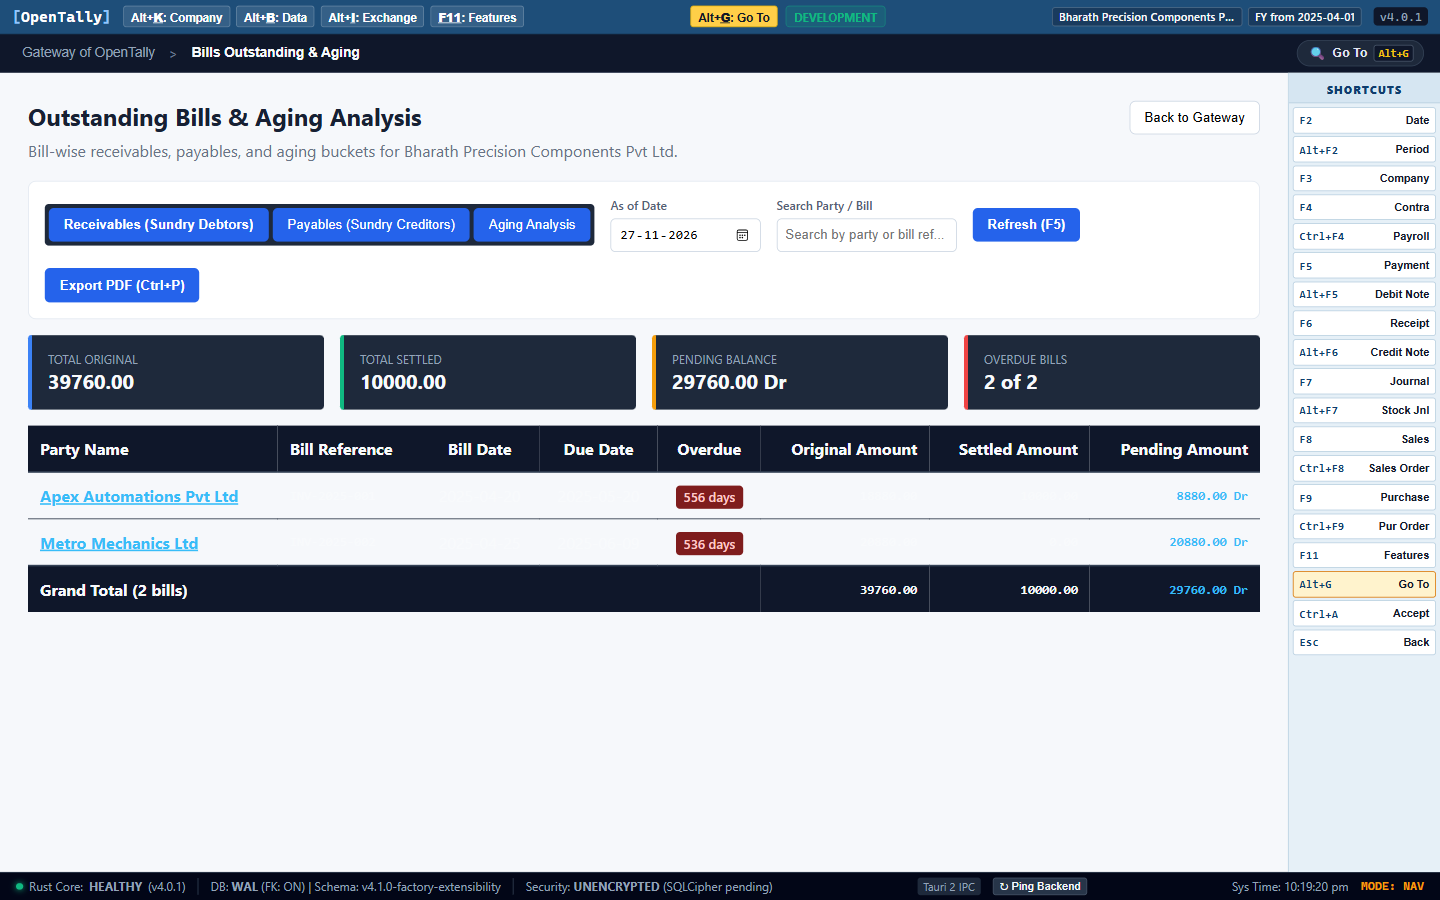 [OpenTally] Alt+K: Company Alt+B: Data Alt+I: Exchange F11: Features Alt+G: Go To DEVELOPMENT Bharath Precision Components P... FY from 2025-04-01 v4.0.1
Gateway of OpenTally > Bills Outstanding & Aging Go To Alt+G
SHORTCUTS
F2 Date
Alt+F2 Period
F3 Company
F4 Contra
Ctrl+F4 Payroll
F5 Payment
Alt+F5 Debit Note
F6 Receipt
Alt+F6 Credit Note
F7 Journal
Alt+F7 Stock Jnl
F8 Sales
Ctrl+F8 Sales Order
F9 Purchase
Ctrl+F9 Pur Order
F11 Features
Alt+G Go To
Ctrl+A Accept
Esc Back
Outstanding Bills & Aging Analysis
Back to Gateway
Bill-wise receivables, payables, and aging buckets for Bharath Precision Components Pvt Ltd.
As of Date Search Party / Bill
Receivables (Sundry Debtors) Payables (Sundry Creditors) Aging Analysis 27-11-2026 Search by party or bill ref... Refresh (F5)
Export PDF (Ctrl+P)
TOTAL ORIGINAL TOTAL SETTLED PENDING BALANCE OVERDUE BILLS
39760.00 10000.00 29760.00 Dr 2 of 2
Party Name Bill Reference Bill Date Due Date Overdue Original Amount Settled Amount Pending Amount
Apex Automations Pvt Ltd 556 days 8880.00 Dr
Metro Mechanics Ltd 536 days 20880.00 Dr
Grand Total (2 bills) 39760.00 10000.00 29760.00 Dr
Rust Core: HEALTHY (v4.0.1) DB: WAL (FK: ON) | Schema: v4.1.0-factory-extensibility Security: UNENCRYPTED (SQLCipher pending) Tauri 2 IPC ↻ Ping Backend Sys Time: 10:19:20 pm MODE: NAV